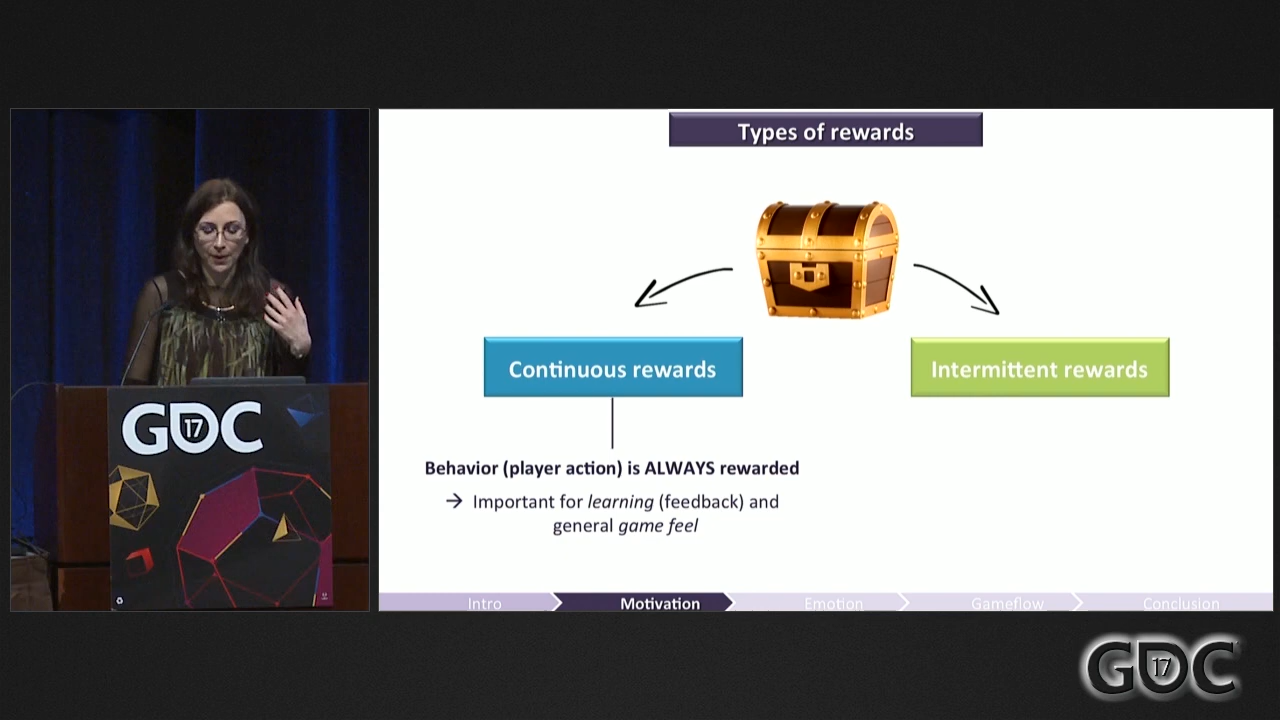 GDC
17
Types of rewards
Continuous rewards
Intermittent rewards
Behavior (player action) is ALWAYS rewarded
→ Important for learning (feedback) and
general game feel
Intro
Motivation
Emotion
Gameflow
Conclusion
GDC
17